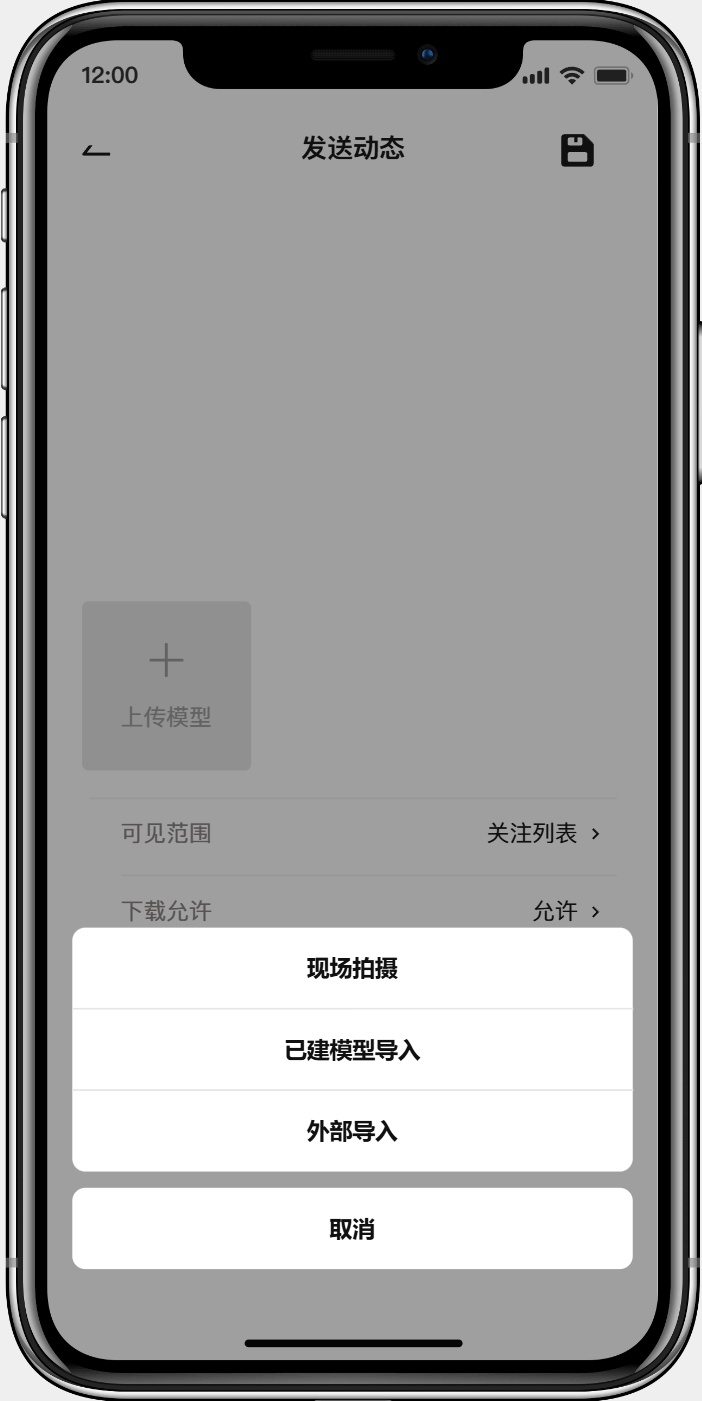 12:00
发送动态
上传模型
可见范围 关注列表
下载允许 允许
现场拍摄
已建模型导入
外部导入
取消